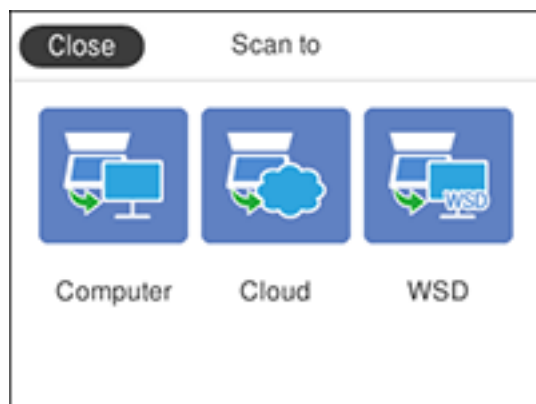 Close
Scan to
WSD
Computer
Cloud
WSD